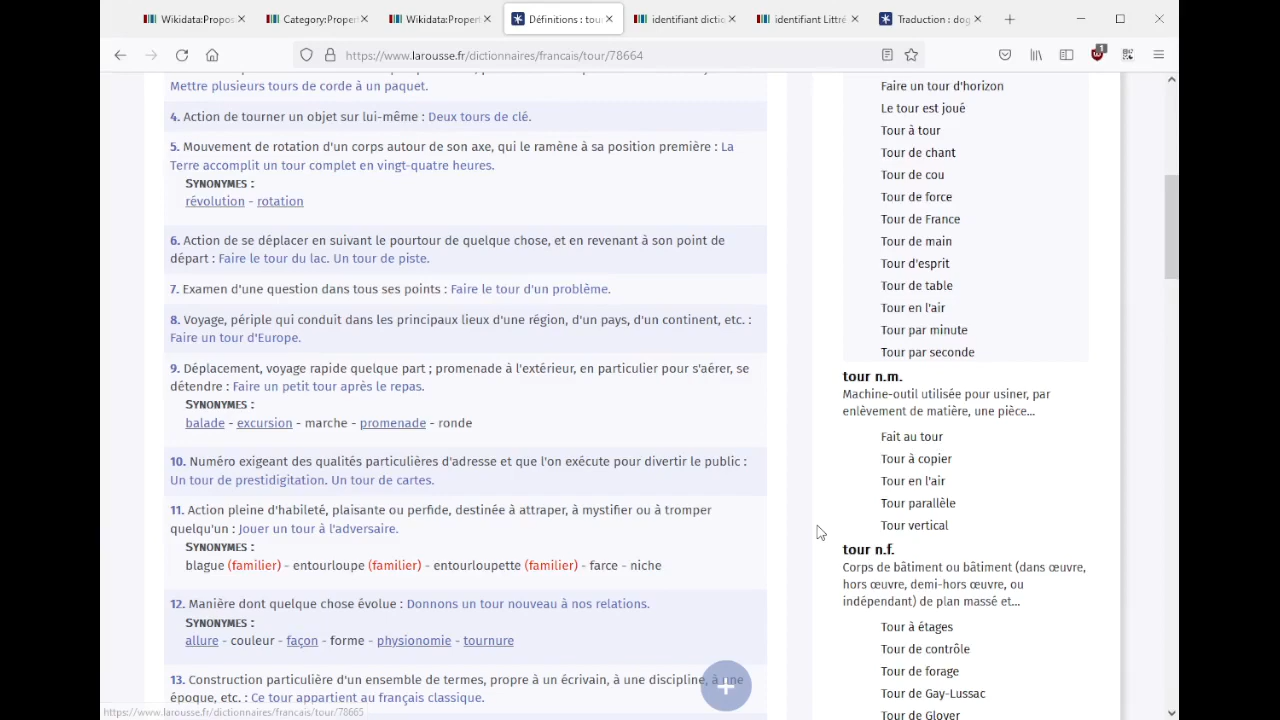 Wikidata:Propos
Category:Propert
Wikidata:Propert
Définitions : tour
identifiant dictio
identifiant Littré
Traduction : dog
https://www.larousse.fr/dictionnaires/francais/tour/78664
1
Mettre plusieurs tours de corde à un paquet.
4. Action de tourner un objet sur lui-même : Deux tours de clé.
5. Mouvement de rotation d'un corps autour de son axe, qui le ramène à sa position première : La
Terre accomplit un tour complet en vingt-quatre heures.
SYNONYMES :
révolution - rotation
6. Action de se déplacer en suivant le pourtour de quelque chose, et en revenant à son point de
départ : Faire le tour du lac. Un tour de piste.
7. Examen d'une question dans tous ses points : Faire le tour d'un problème.
8. Voyage, périple qui conduit dans les principaux lieux d'une région, d'un pays, d'un continent, etc. :
Faire un tour d'Europe.
9. Déplacement, voyage rapide quelque part ; promenade à l'extérieur, en particulier pour s'aérer, se
détendre : Faire un petit tour après le repas.
SYNONYMES :
balade - excursion - marche - promenade - ronde
10. Numéro exigeant des qualités particulières d'adresse et que l'on exécute pour divertir le public :
Un tour de prestidigitation. Un tour de cartes.
11. Action pleine d'habileté, plaisante ou perfide, destinée à attraper, à mystifier ou à tromper
quelqu'un : Jouer un tour à l'adversaire.
SYNONYMES :
blague (familier) - entourloupe (familier) - entourloupette (familier) - farce - niche
12. Manière dont quelque chose évolue : Donnons un tour nouveau à nos relations.
SYNONYMES :
allure - couleur - façon - forme - physionomie - tournure
13. Construction particulière d'un ensemble de termes, propre à un écrivain, à une discipline, à une
époque, etc. : Ce tour appartient au français classique.
https://www.larousse.fr/dictionnaires/francais/tour/78665
Faire un tour d'horizon
Le tour est joué
Tour à tour
Tour de chant
Tour de cou
Tour de force
Tour de France
Tour de main
Tour d'esprit
Tour de table
Tour en l'air
Tour par minute
Tour par seconde
tour n.m.
Machine-outil utilisée pour usiner, par
enlèvement de matière, une pièce...
Fait au tour
Tour à copier
Tour en l'air
Tour parallèle
Tour vertical
tour n.f.
Corps de bâtiment ou bâtiment (dans œuvre,
hors œuvre, demi-hors œuvre, ou
indépendant) de plan massé et...
Tour à étages
Tour de contrôle
Tour de forage
Tour de Gay-Lussac
Tour de Glover